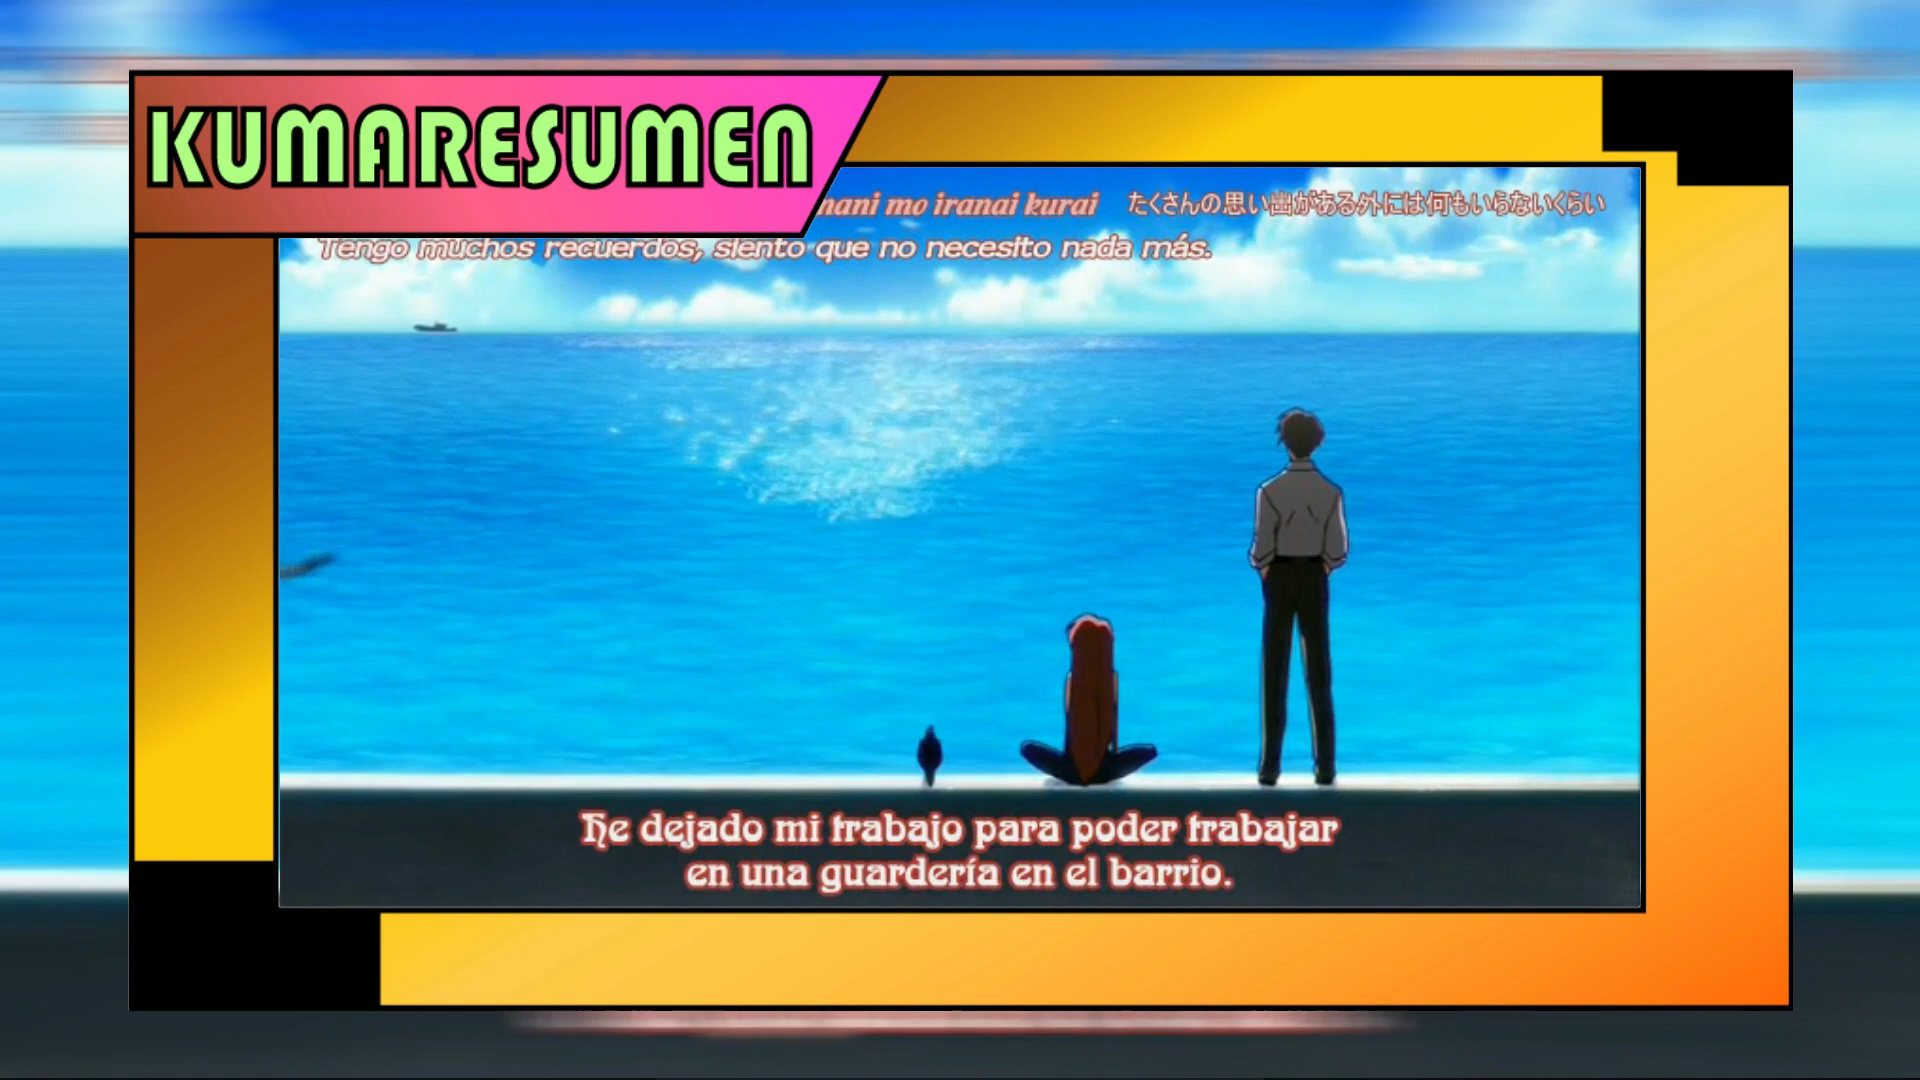 KUMARESUMEN
nani mo iranai kurai たくさんの思い出がある外には何もいらないくらい
Tengo muchos recuerdos, siento que no necesito nada más.
He dejado mi trabajo para poder trabajar
en una guardería en el barrio.